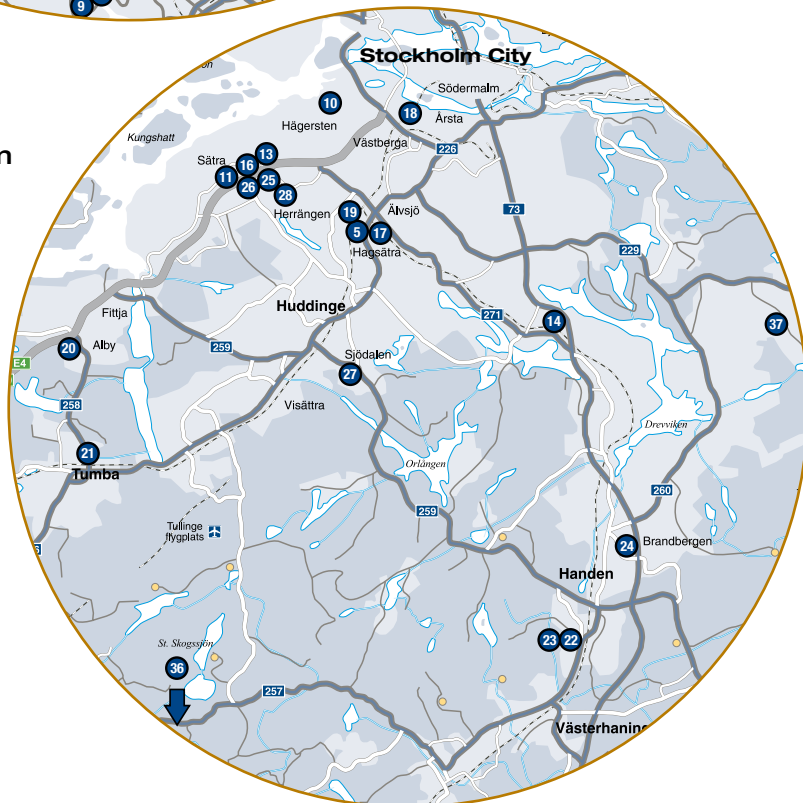 9
Stockholm City
Södermalm
10
18
Årsta
Hägersten
Kungshatt
Västberga
226
n
13
Sätra
16
11
25
26
28
73
Herrängen
19
Älvsjö
5
17
Hagsätra
229
Huddinge
Fittja
271
14
37
20
Alby
259
Sjödalen
E4
27
258
Visättra
Drevviken
21
Tumba
Orlången
260
259
Tullinge
flygplats
24
Brandbergen
Handen
St. Skogssjön
23
22
36
257
Västerhaning